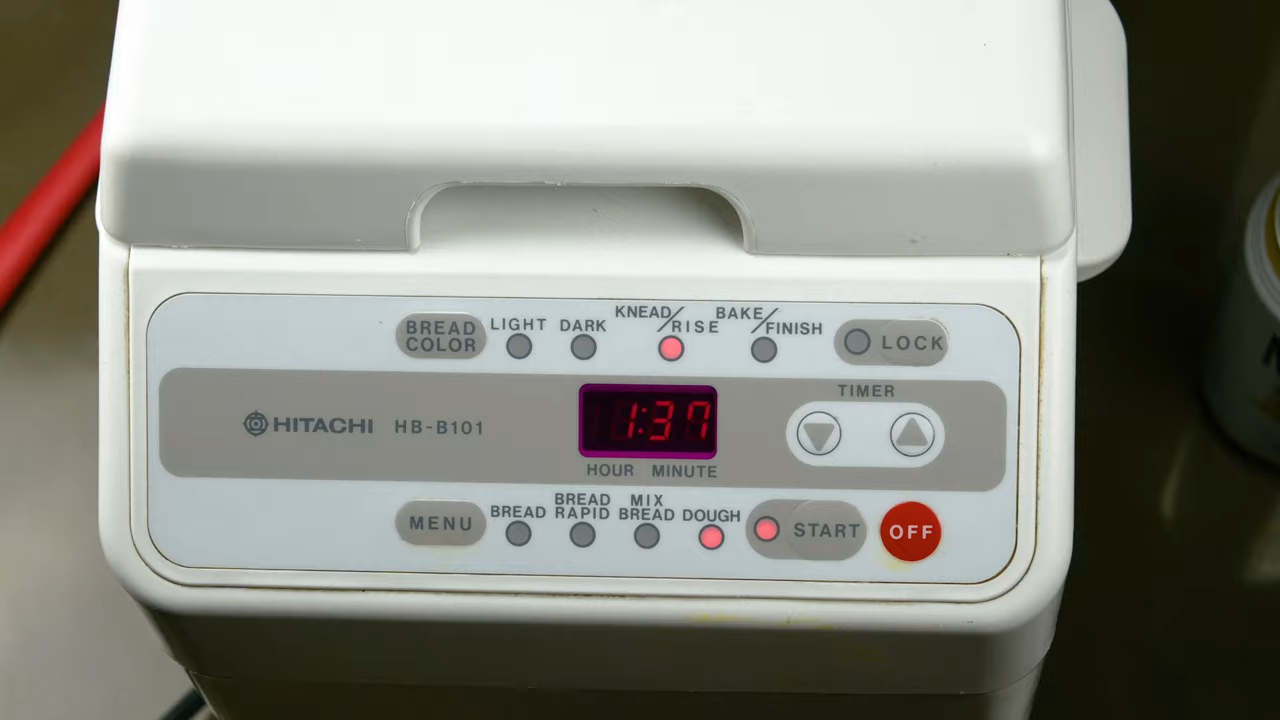 BREAD COLOR
LIGHT
DARK
KNEAD/RISE
BAKE/FINISH
LOCK
HITACHI HB-B101
1:37
HOUR MINUTE
TIMER
MENU
BREAD
BREAD RAPID
MIX BREAD
DOUGH
START
OFF